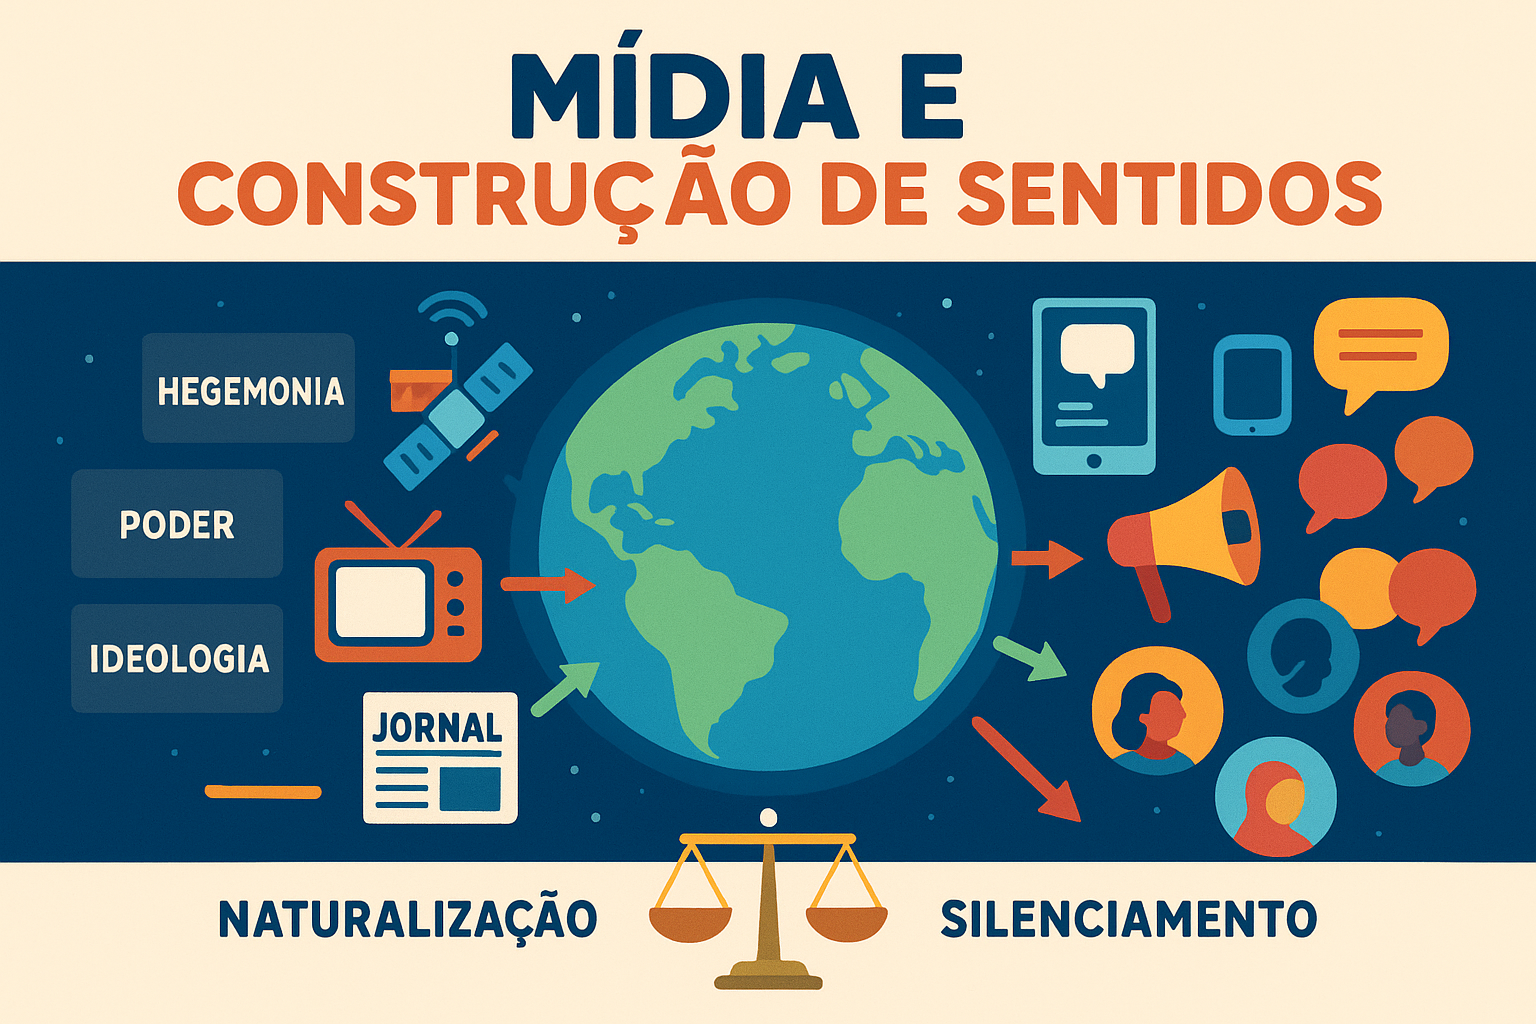 MÍDIA E
CONSTRUÇÃO DE SENTIDOS
HEGEMONIA
PODER
IDEOLOGIA
JORNAL
NATURALIZAÇÃO
SILENCIAMENTO